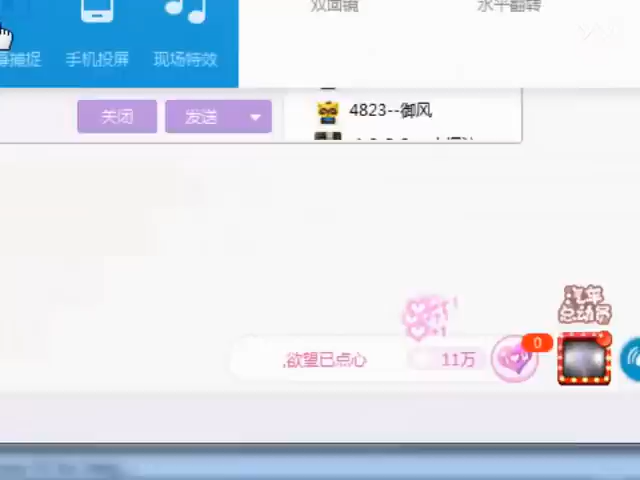 双面镜
水平翻转
幕捕捉
手机投屏
现场特效
关闭
发送
4823--御风
汽车
总动员
0
+1
,欲望已点心
11万